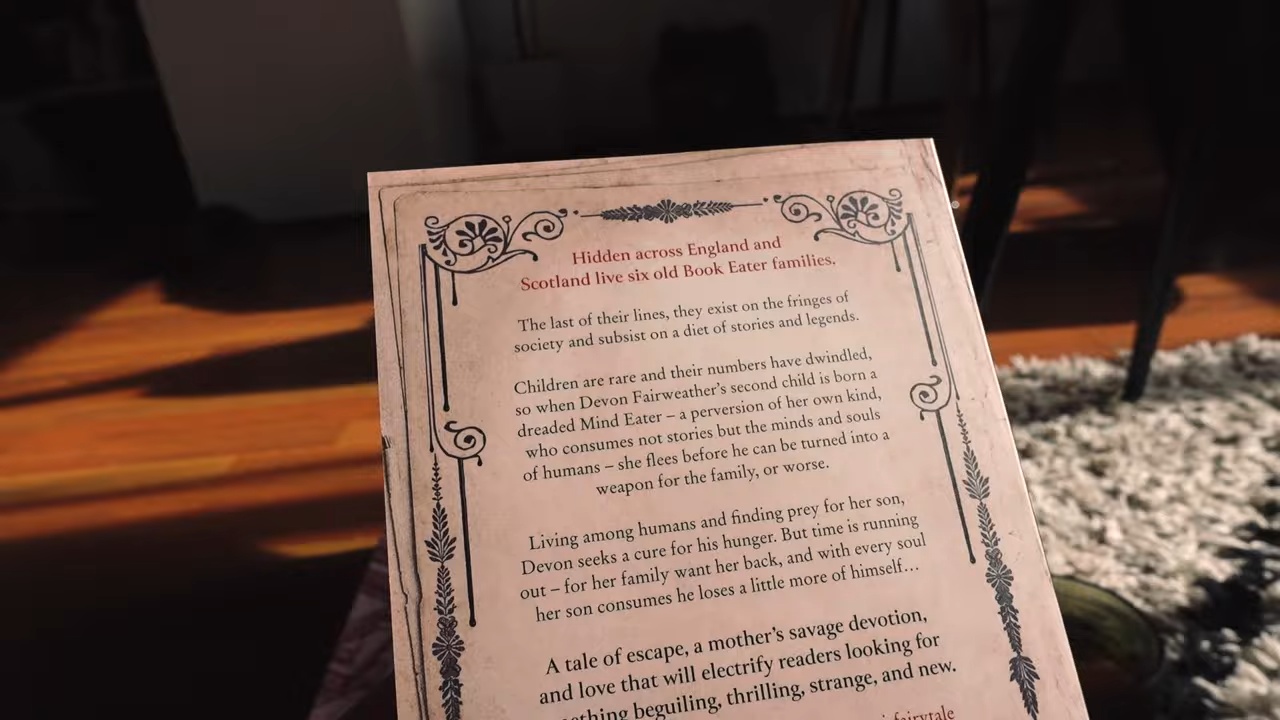 Hidden across England and
Scotland live six old Book Eater families.
The last of their lines, they exist on the fringes of
society and subsist on a diet of stories and legends.
Children are rare and their numbers have dwindled,
so when Devon Fairweather's second child is born a
dreaded Mind Eater – a perversion of her own kind,
who consumes not stories but the minds and souls
of humans – she flees before he can be turned into a
weapon for the family, or worse.
Living among humans and finding prey for her son,
Devon seeks a cure for his hunger. But time is running
out – for her family want her back, and with every soul
her son consumes he loses a little more of himself…
A tale of escape, a mother's savage devotion,
and love that will electrify readers looking for
beguiling, thrilling, strange, and new.
fairytale